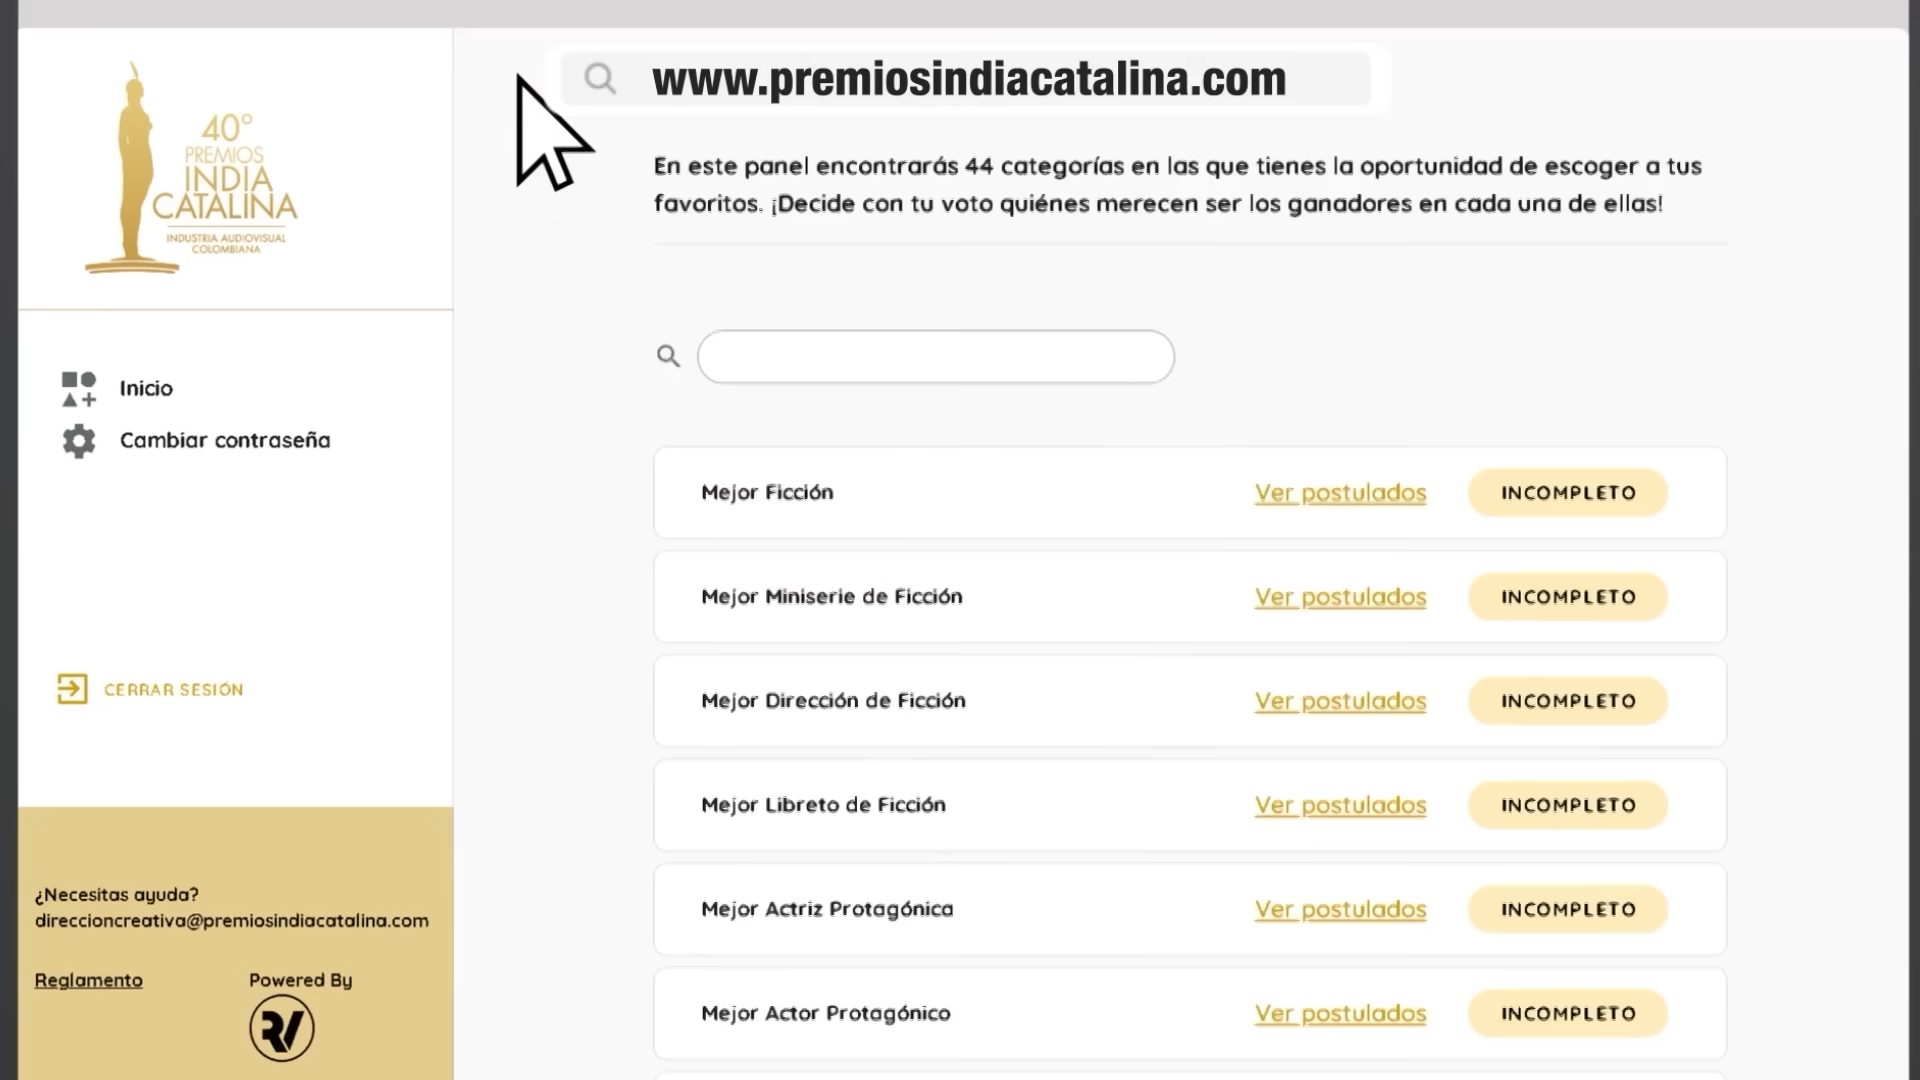 40°
PREMIOS
INDIA
CATALINA
INDUSTRIA AUDIOVISUAL
COLOMBIANA
Inicio
Cambiar contraseña
CERRAR SESIÓN
¿Necesitas ayuda?
direccioncreativa@premiosindiacatalina.com
Reglamento
Powered By
RV
www.premiosindiacatalina.com
En este panel encontrarás 44 categorías en las que tienes la oportunidad de escoger a tus
favoritos. ¡Decide con tu voto quiénes merecen ser los ganadores en cada una de ellas!
Mejor Ficción Ver postulados INCOMPLETO
Mejor Miniserie de Ficción Ver postulados INCOMPLETO
Mejor Dirección de Ficción Ver postulados INCOMPLETO
Mejor Libreto de Ficción Ver postulados INCOMPLETO
Mejor Actriz Protagónica Ver postulados INCOMPLETO
Mejor Actor Protagónico Ver postulados INCOMPLETO